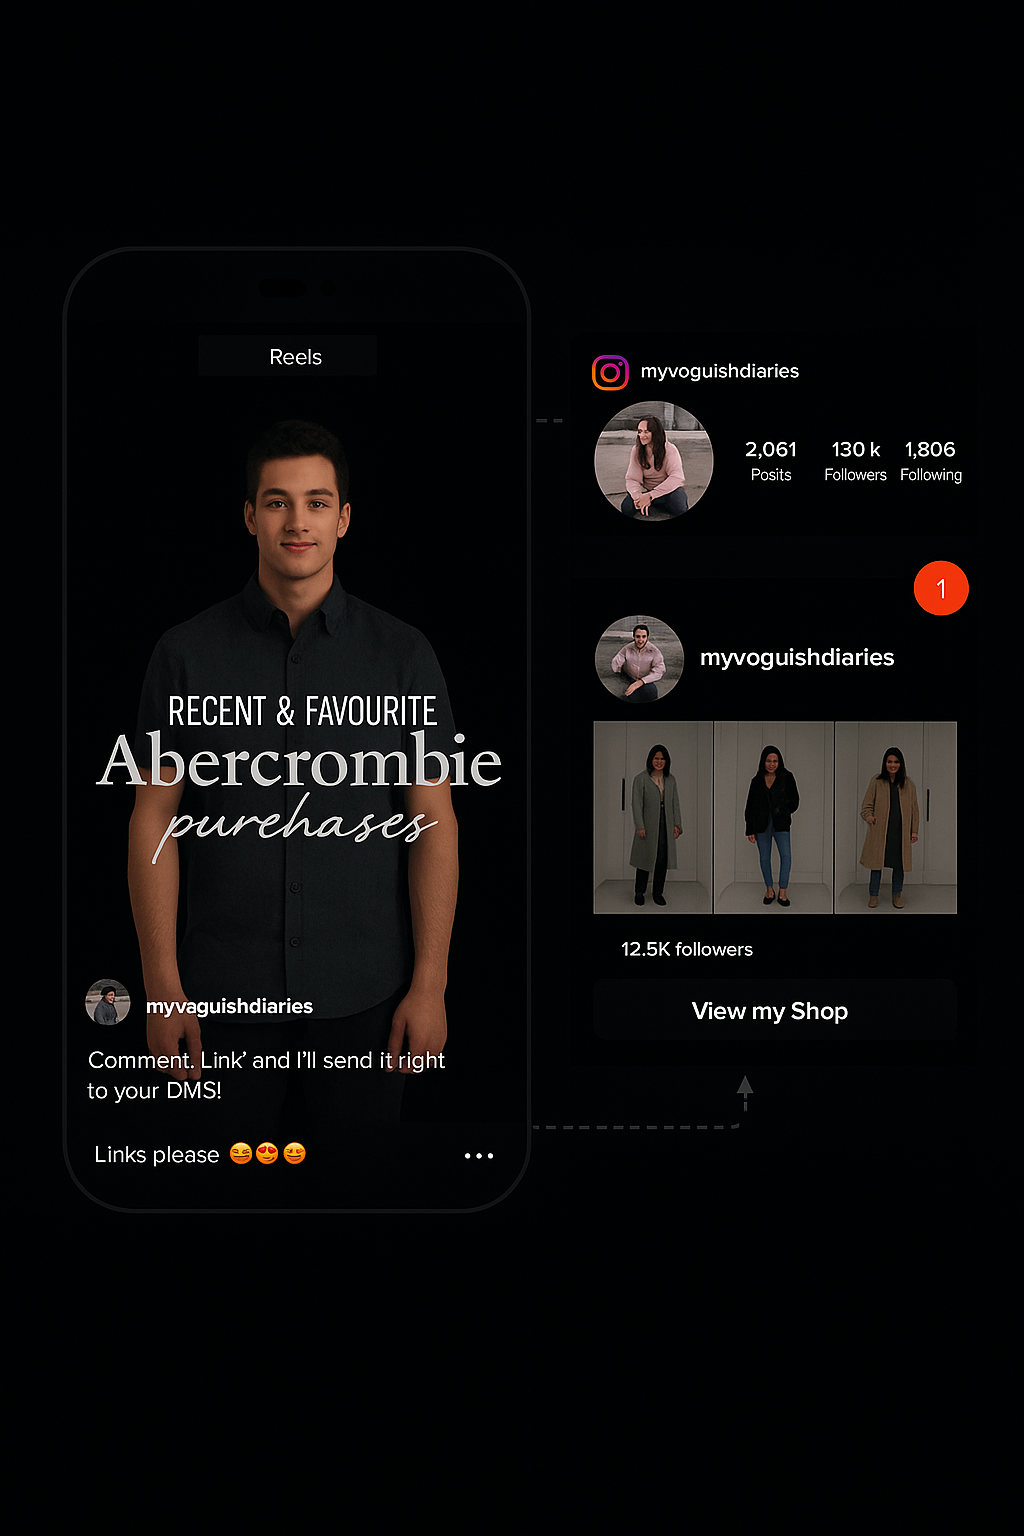 Reels
RECENT & FAVOURITE
Abercrombie
purehases
myvaguishdiaries
Comment. Link’ and I’ll send it right
to your DMS!
Links please 😆😍🤩
myvoguishdiaries
2,061 130 k 1,806
Posits Followers Following
1
myvoguishdiaries
12.5K followers
View my Shop